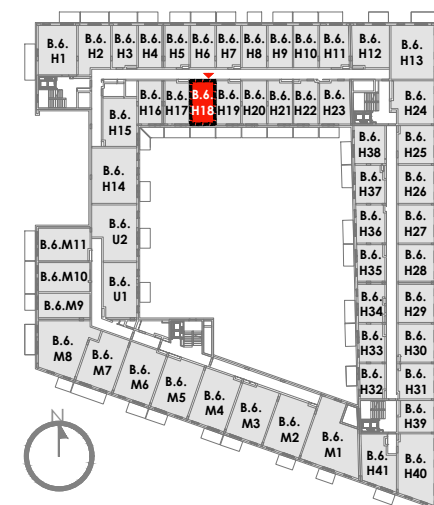 B.6.
H1
B.6.
H2
B.6.
H3
B.6.
H4
B.6.
H5
B.6.
H6
B.6.
H7
B.6.
H8
B.6.
H9
B.6.
H10
B.6.
H11
B.6.
H12
B.6.
H13
B.6.
H15
B.6.
H16
B.6.
H17
B.6.
H18
B.6.
H19
B.6.
H20
B.6.
H21
B.6.
H22
B.6.
H23
B.6.
H24
B.6.
H38
B.6.
H25
B.6.
H14
B.6.
H37
B.6.
H26
B.6.
U2
B.6.
H36
B.6.
H27
B.6.M11
B.6.
H35
B.6.
H28
B.6.M10
B.6.
U1
B.6.
H34
B.6.
H29
B.6.M9
B.6.
H33
B.6.
H30
B.6.
M8
B.6.
M7
B.6.
M6
B.6.
M5
B.6.
M4
B.6.
M3
B.6.
M2
B.6.
M1
B.6.
H32
B.6.
H31
B.6.
H39
B.6.
H41
B.6.
H40
N